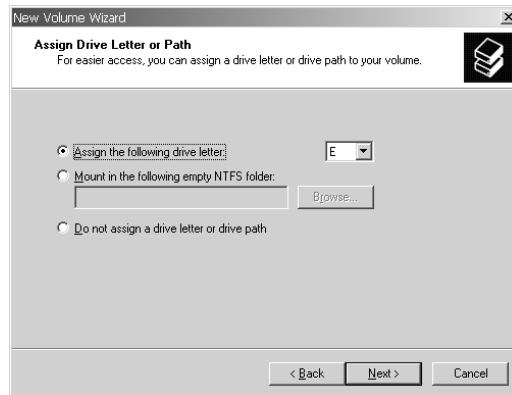 New Volume Wizard
Assign Drive Letter or Path
For easier access, you can assign a drive letter or drive path to your volume.
Assign the following drive letter: E
Mount in the following empty NTFS folder:
Browse...
Do not assign a drive letter or drive path
< Back Next > Cancel